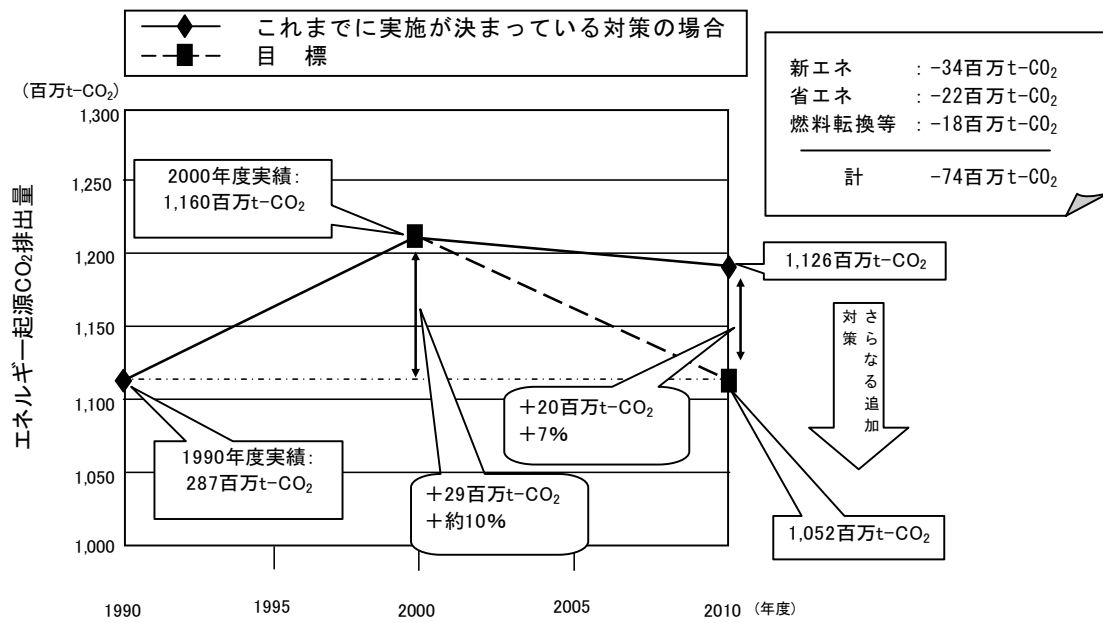 これまでに実施が決まっている対策の場合
目 標
新エネ : -34百万t-CO₂
省エネ : -22百万t-CO₂
燃料転換等 : -18百万t-CO₂
計 -74百万t-CO₂
(百万t-CO₂)
エネルギー起源CO₂排出量
1,300
1,250
1,200
1,150
1,100
1,050
1,000
2000年度実績:
1,160百万t-CO₂
1,126百万t-CO₂
さらなる追加
対策
+20百万t-CO₂
+7%
1990年度実績:
287百万t-CO₂
+29百万t-CO₂
+約10%
1,052百万t-CO₂
1990
1995
2000
2005
2010 (年度)